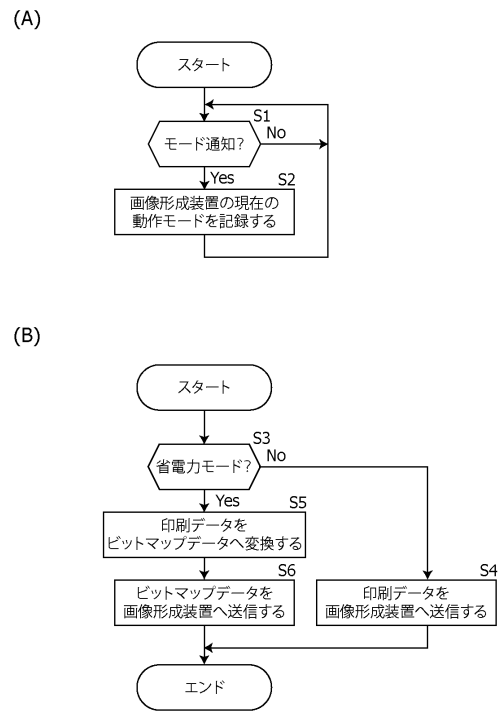 (A)
スタート
S1
モード通知?
No
Yes
S2
画像形成装置の現在の
動作モードを記録する
(B)
スタート
S3
省電力モード?
No
Yes
S5
印刷データを
ビットマップデータへ変換する
S6
ビットマップデータを
画像形成装置へ送信する
S4
印刷データを
画像形成装置へ送信する
エンド